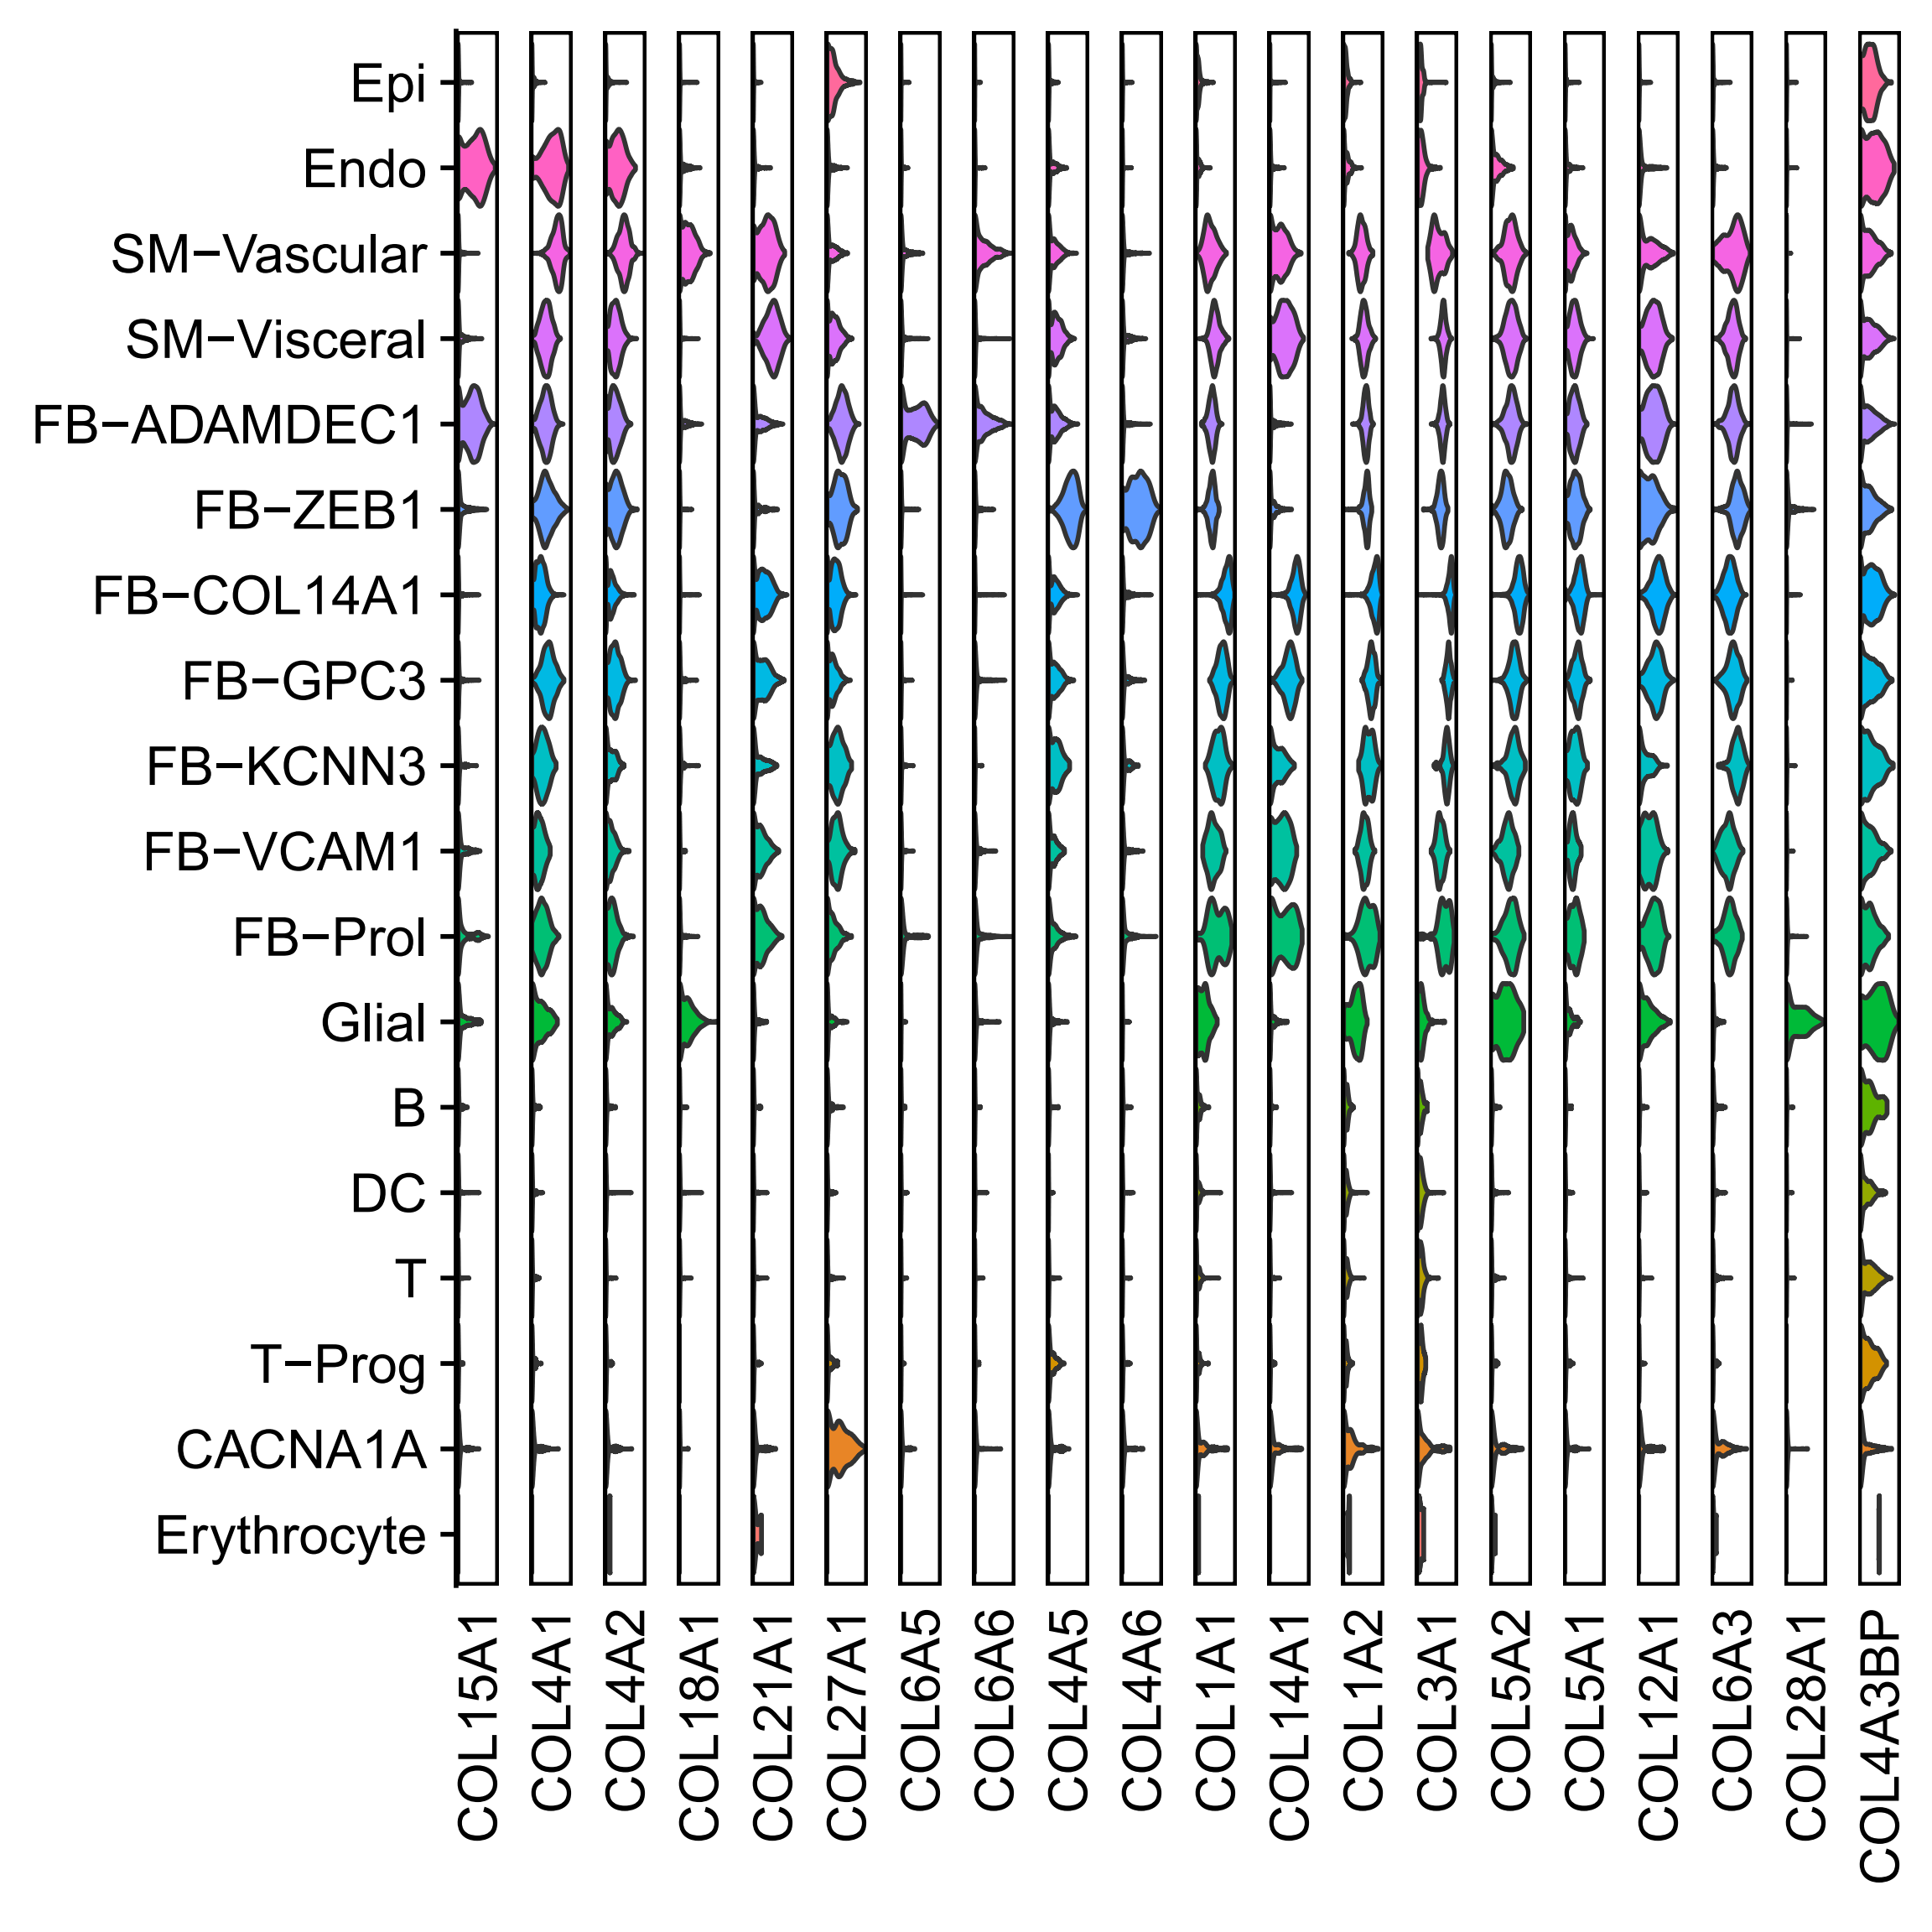 Epi
Endo
SM−Vascular
SM−Visceral
FB−ADAMDEC1
FB−ZEB1
FB−COL14A1
FB−GPC3
FB−KCNN3
FB−VCAM1
FB−Prol
Glial
B
DC
T
T−Prog
CACNA1A
Erythrocyte
COL15A1
COL4A1
COL4A2
COL18A1
COL21A1
COL27A1
COL6A5
COL6A6
COL4A5
COL4A6
COL1A1
COL14A1
COL1A2
COL3A1
COL5A2
COL5A1
COL12A1
COL6A3
COL28A1
COL4A3BP